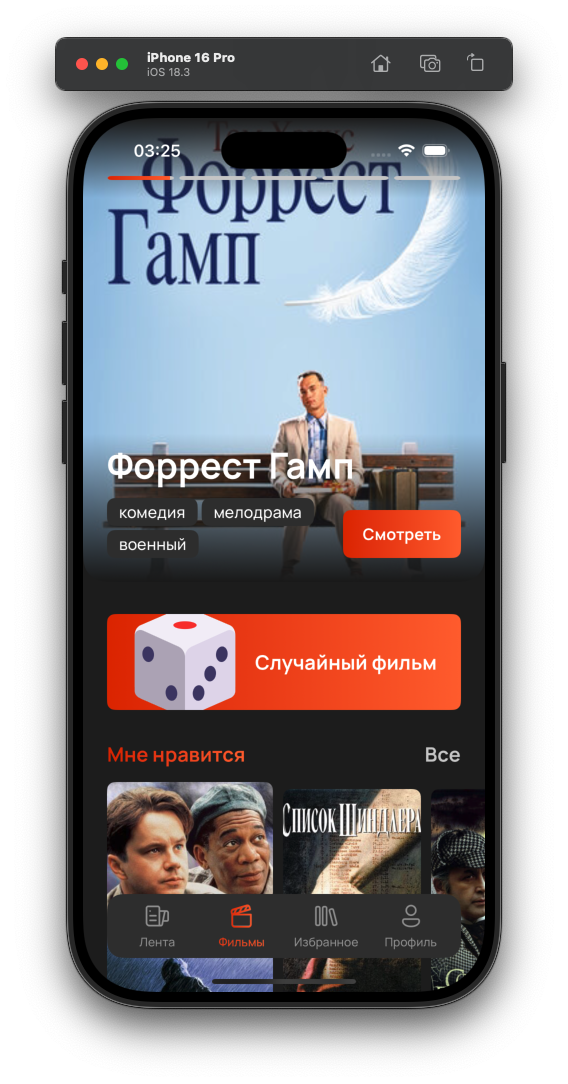 iPhone 16 Pro
iOS 18.3
03:25
Том Хэнкс
Форрест
Гамп
Форрест Гамп
комедия
мелодрама
военный
Смотреть
Случайный фильм
Мне нравится
Все
Список Шиндлера
Лента
Фильмы
Избранное
Профиль